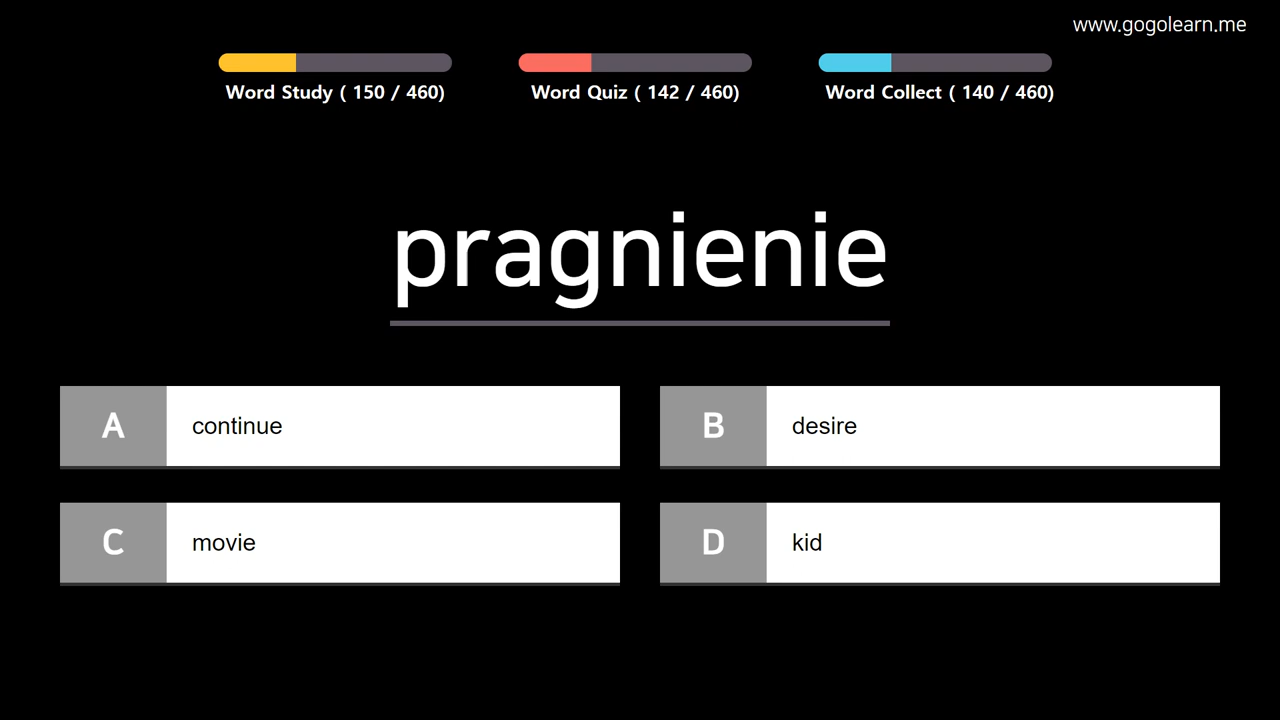 www.gogolearn.me
Word Study ( 150 / 460)
Word Quiz ( 142 / 460)
Word Collect ( 140 / 460)
pragnienie
A continue
B desire
C movie
D kid